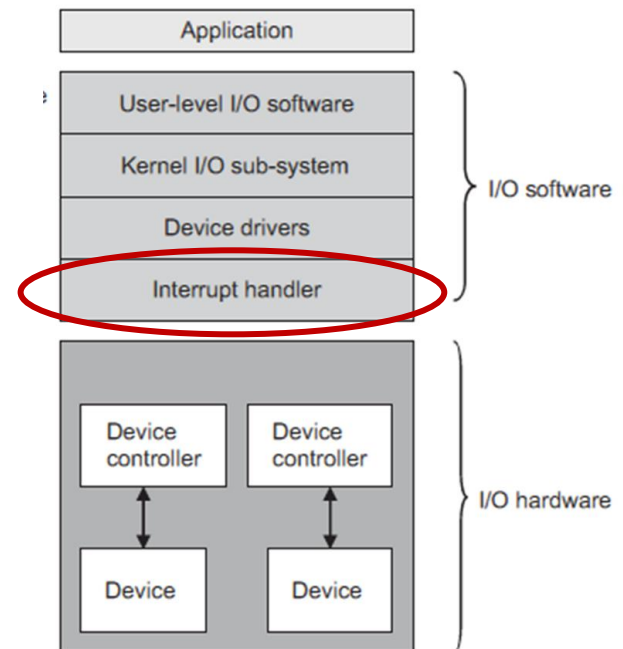 Application
User-level I/O software
Kernel I/O sub-system
I/O software
Device drivers
Interrupt handler
Device controller
Device controller
I/O hardware
Device
Device